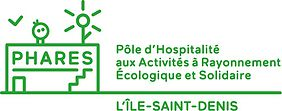 PHARES
Pôle d'Hospitalité
aux Activités à Rayonnement
Écologique et Solidaire
L'ÎLE-SAINT-DENIS